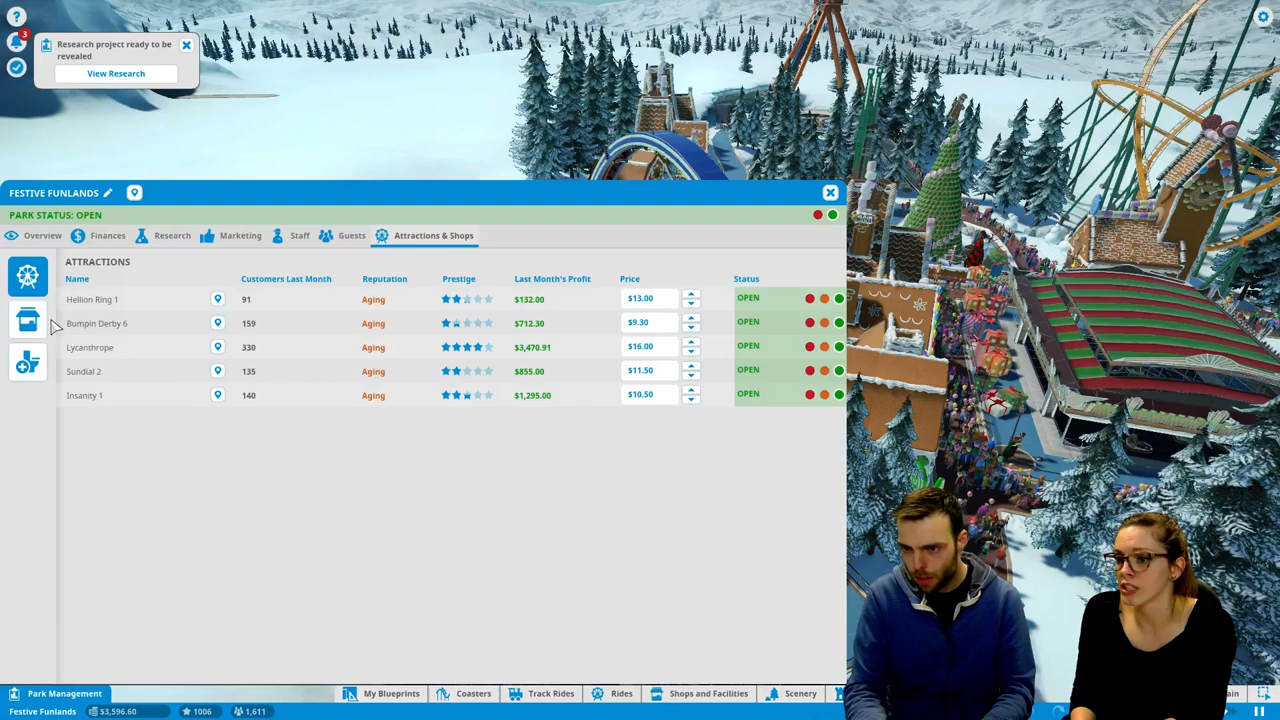 ?
3
Research project ready to be
revealed
View Research
FESTIVE FUNLANDS
PARK STATUS: OPEN
Overview Finances Research Marketing Staff Guests Attractions & Shops
ATTRACTIONS
Name Customers Last Month Reputation Prestige Last Month's Profit Price Status
Hellion Ring 1 91 Aging $132.00 $13.00 OPEN
Bumpin Derby 6 159 Aging $712.30 $9.30 OPEN
Lycanthrope 330 Aging $3,470.91 $16.00 OPEN
Sundial 2 135 Aging $855.00 $11.50 OPEN
Insanity 1 140 Aging $1,295.00 $10.50 OPEN
Park Management My Blueprints Coasters Track Rides Rides Shops and Facilities Scenery
Festive Funlands $3,596.60 1006 1,611